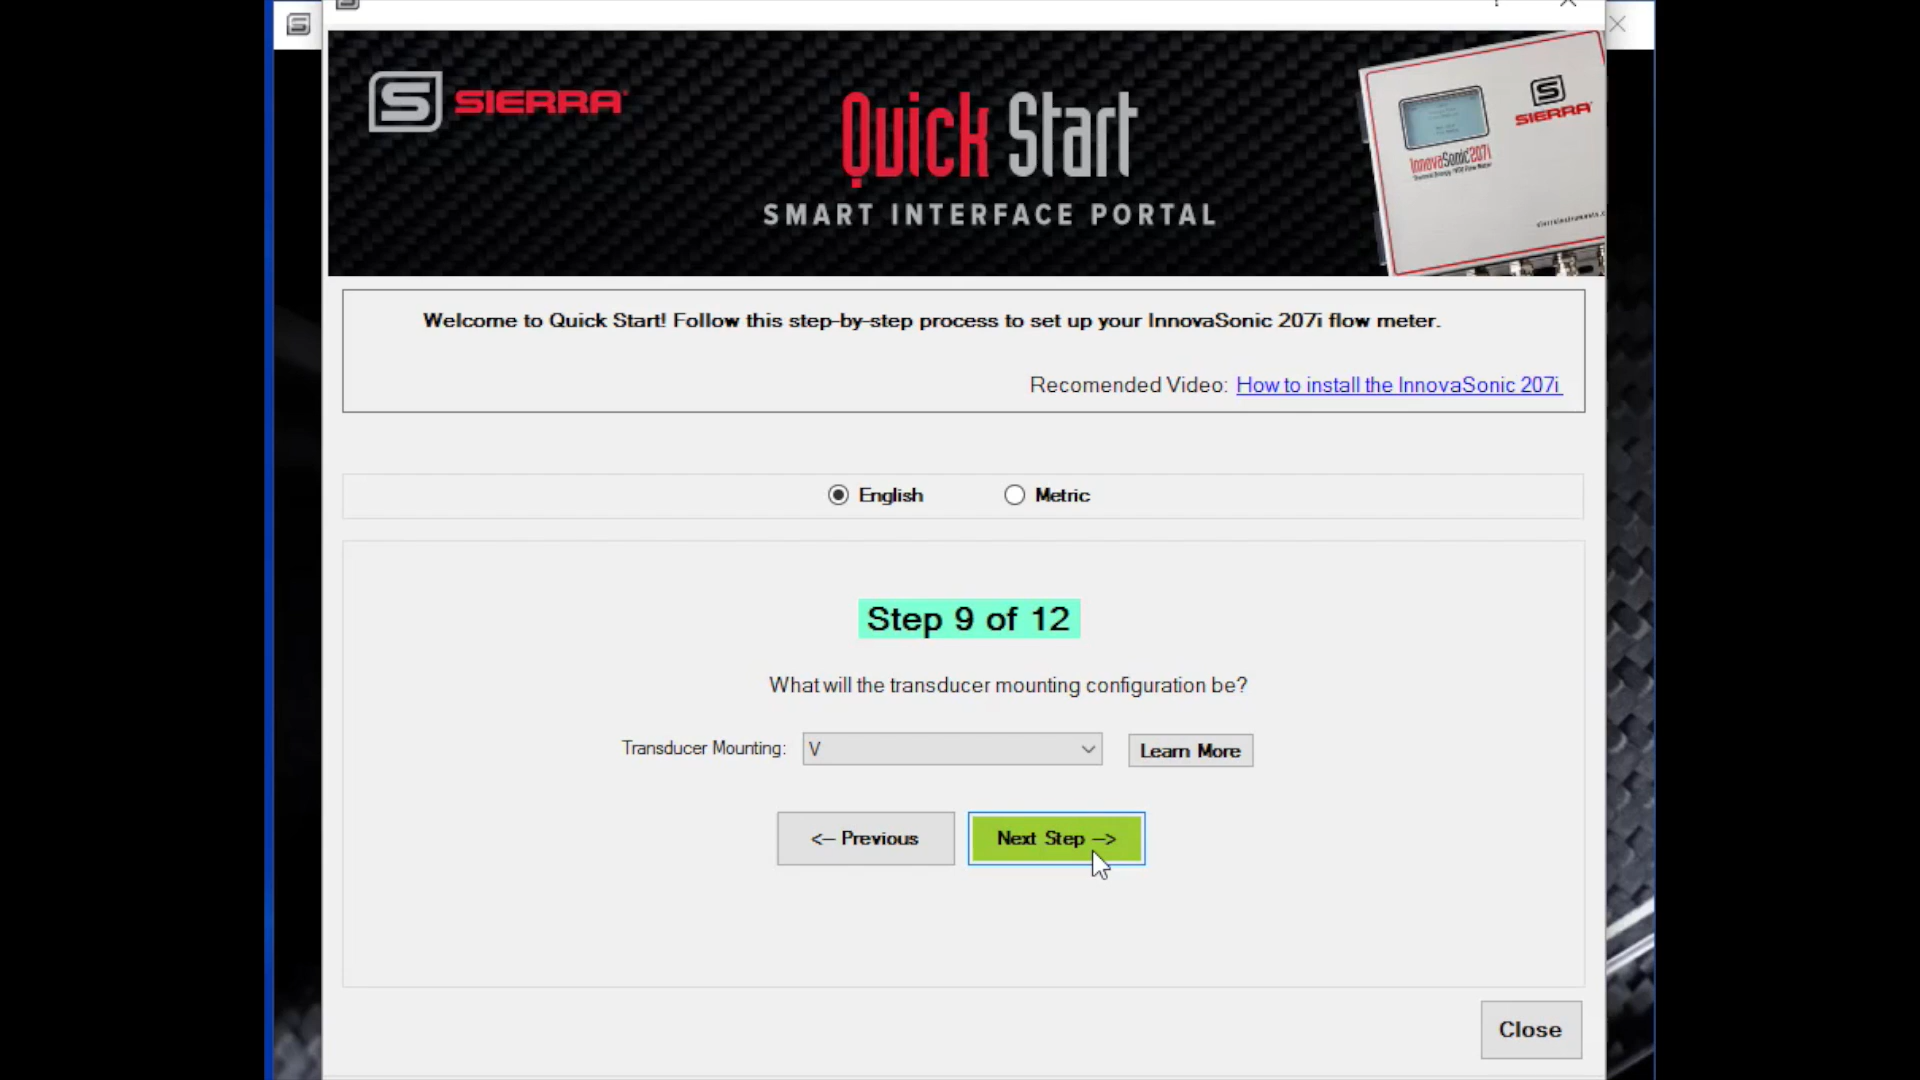 SIERRA
Quick Start
SMART INTERFACE PORTAL
SIERRA
InnovaSonic 207i
Welcome to Quick Start! Follow this step-by-step process to set up your InnovaSonic 207i flow meter.
Recomended Video: How to install the InnovaSonic 207i
English
Metric
Step 9 of 12
What will the transducer mounting configuration be?
Transducer Mounting: V
Learn More
<-- Previous
Next Step -->
Close